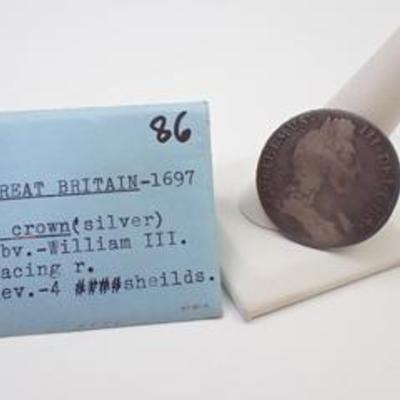 86
REAT BRITAIN-1697
crown(silver)
bv.-William III.
acing r.
ev.-4 ####sheilds.